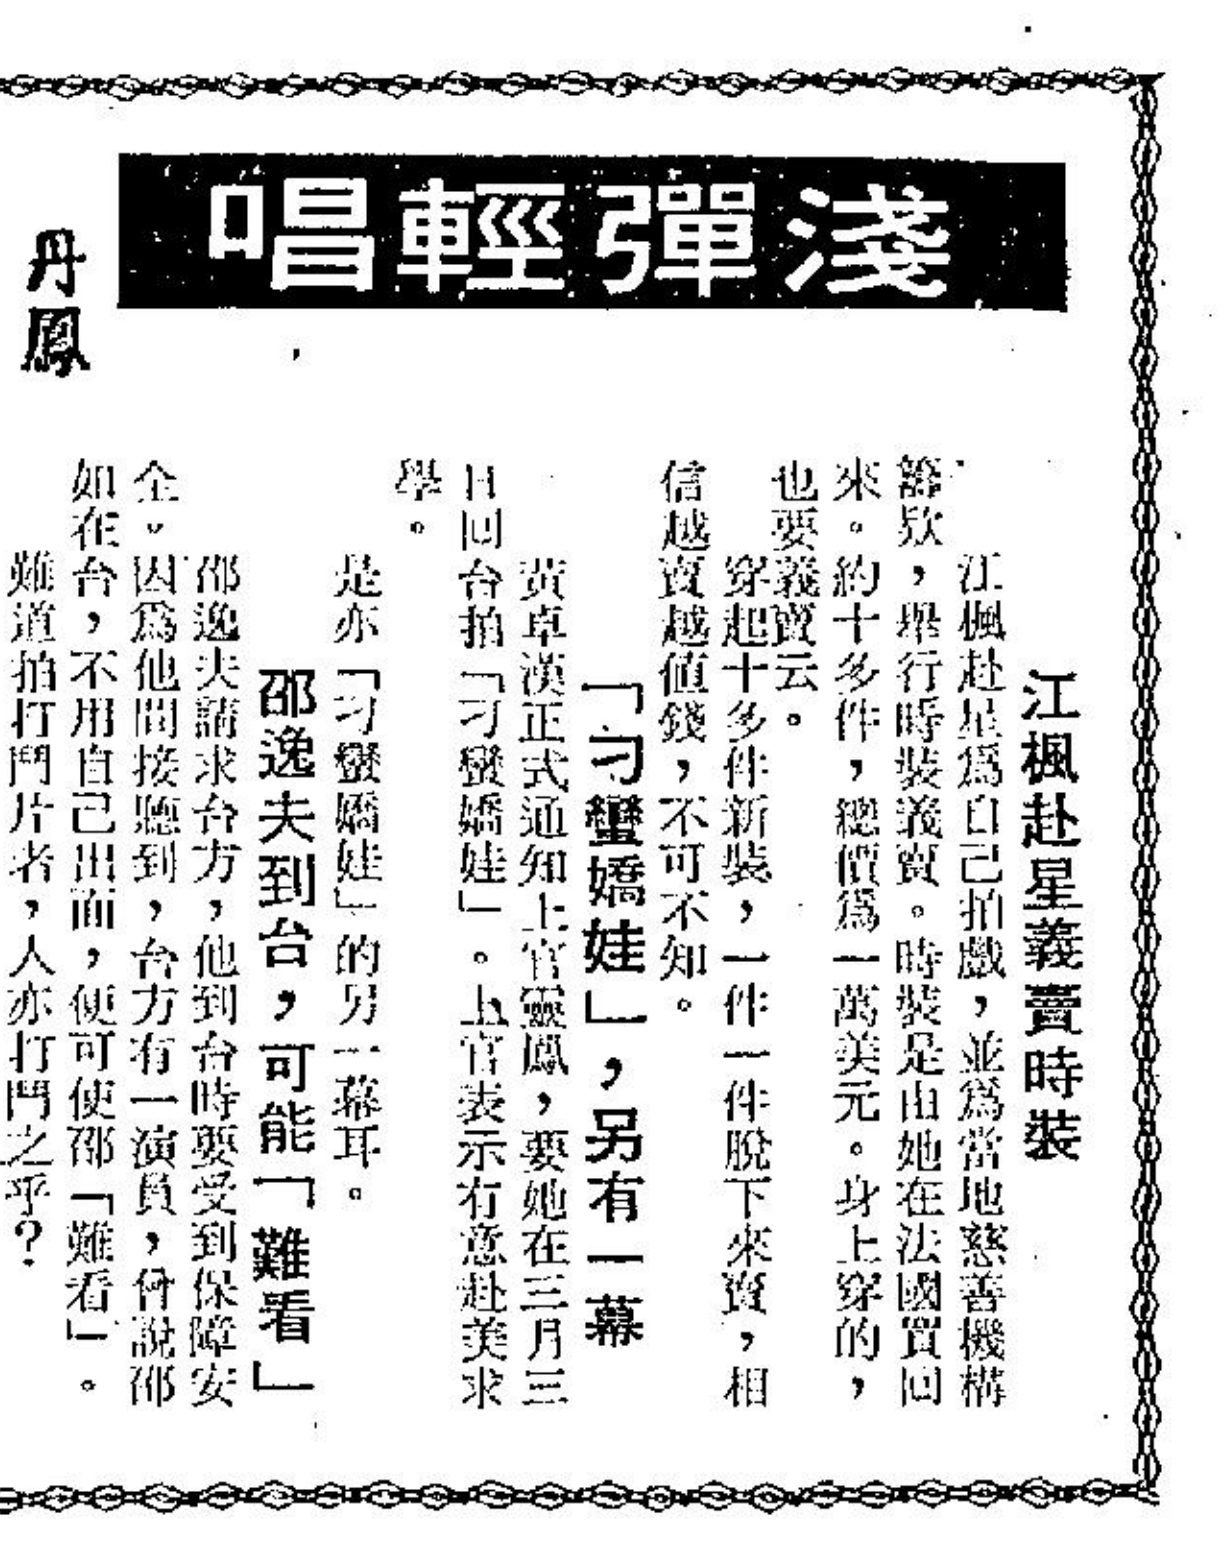 淺彈輕唱
丹鳳
江楓赴星義賣時裝
江楓赴星爲自己拍戲，並爲當地慈善機構
籌欵，舉行時裝義賣。時裝是由她在法國買回
來。約十多件，總價爲一萬美元。身上穿的，
也要義賣云。
穿起十多件新裝，一件一件脫下來賣，相
信越賣越值錢，不可不知。
「刁蠻嬌娃」，另有一幕
黃卓漢正式通知上官靈鳳，要她在三月三
日回台拍「刁蠻嬌娃」。上官表示有意赴美求
學。
是亦「刁蠻嬌娃」的另一幕耳。
邵逸夫到台，可能「難看」
邵逸夫請求台方，他到台時要受到保障安
全。因爲他間接聽到，台方有一演員，曾說邵
如在台，不用自己出面，便可使邵「難看」。
難道拍打鬥片者，人亦打鬥之乎？